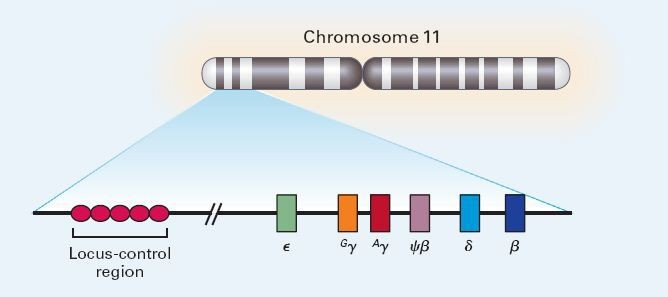 Chromosome 11
ϵ ᴳγ ᴬγ ψβ δ β
Locus-control
region